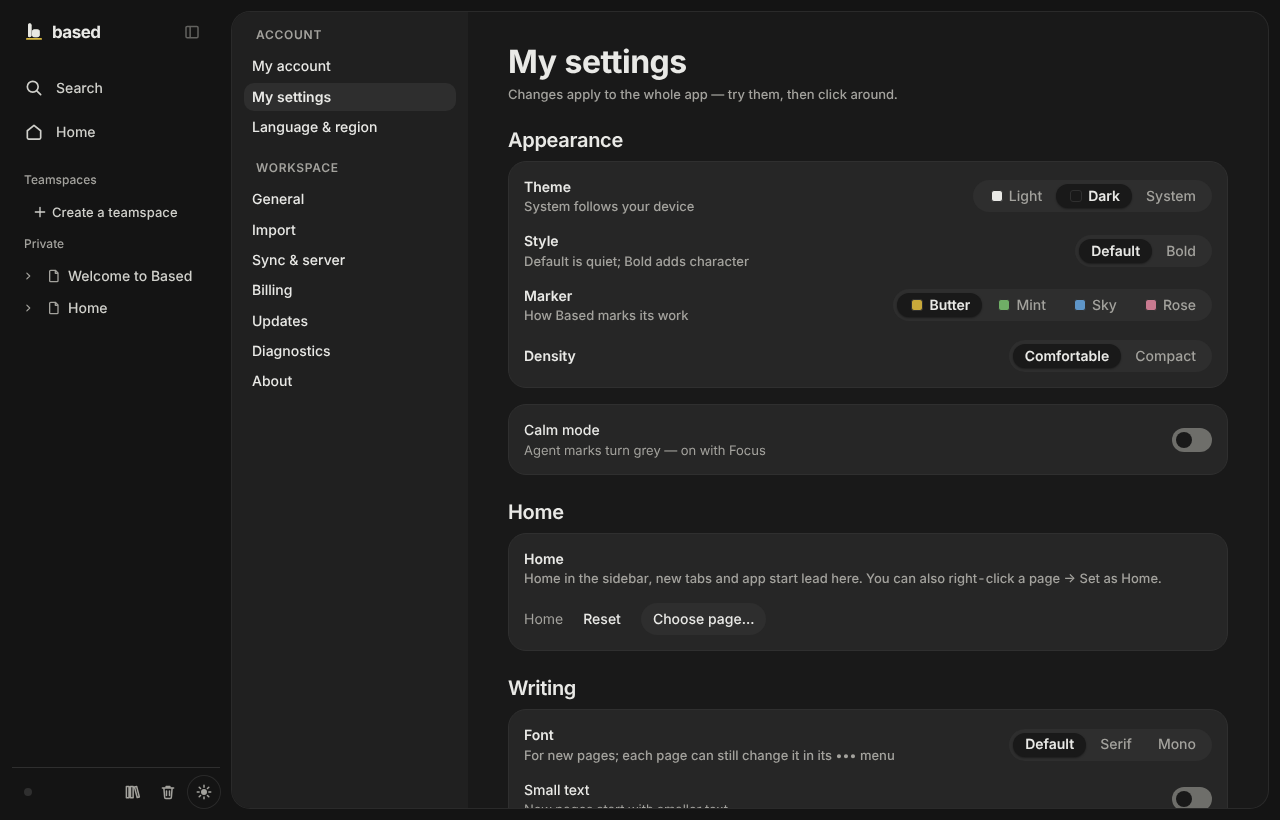 based
Search
Home
Teamspaces
Create a teamspace
Private
Welcome to Based
Home
ACCOUNT
My account
My settings
Language & region
WORKSPACE
General
Import
Sync & server
Billing
Updates
Diagnostics
About
My settings
Changes apply to the whole app — try them, then click around.
Appearance
Theme
System follows your device
Light Dark System
Style
Default is quiet; Bold adds character
Default Bold
Marker
How Based marks its work
Butter Mint Sky Rose
Density
Comfortable Compact
Calm mode
Agent marks turn grey — on with Focus
Home
Home
Home in the sidebar, new tabs and app start lead here. You can also right-click a page → Set as Home.
Home Reset Choose page...
Writing
Font
For new pages; each page can still change it in its ••• menu
Default Serif Mono
Small text
New pages start with smaller text